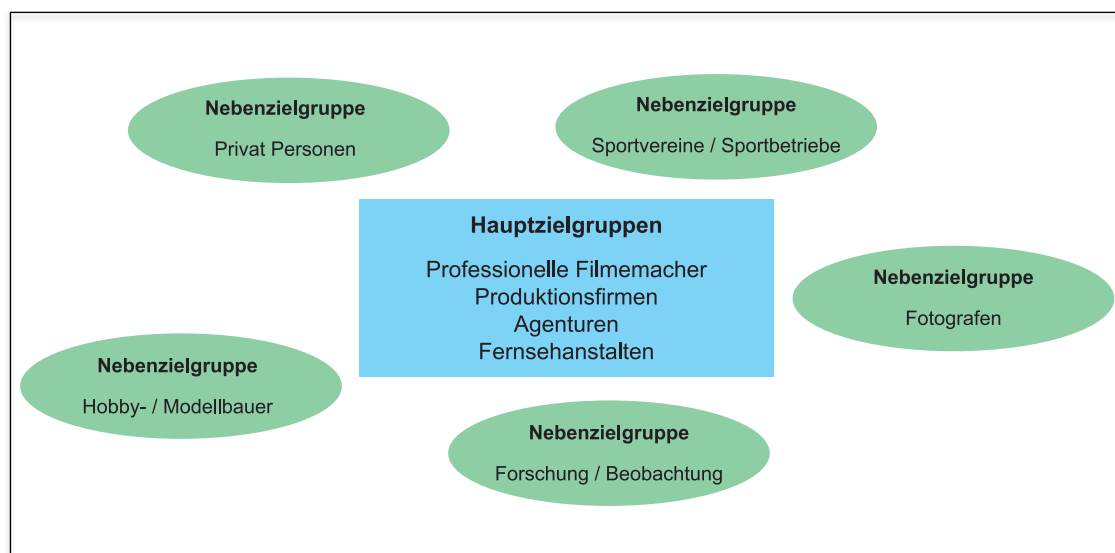 Nebenzielgruppe
Privat Personen
Nebenzielgruppe
Sportvereine / Sportbetriebe
Hauptzielgruppen
Professionelle Filmemacher
Produktionsfirmen
Agenturen
Fernsehanstalten
Nebenzielgruppe
Fotografen
Nebenzielgruppe
Hobby- / Modellbauer
Nebenzielgruppe
Forschung / Beobachtung